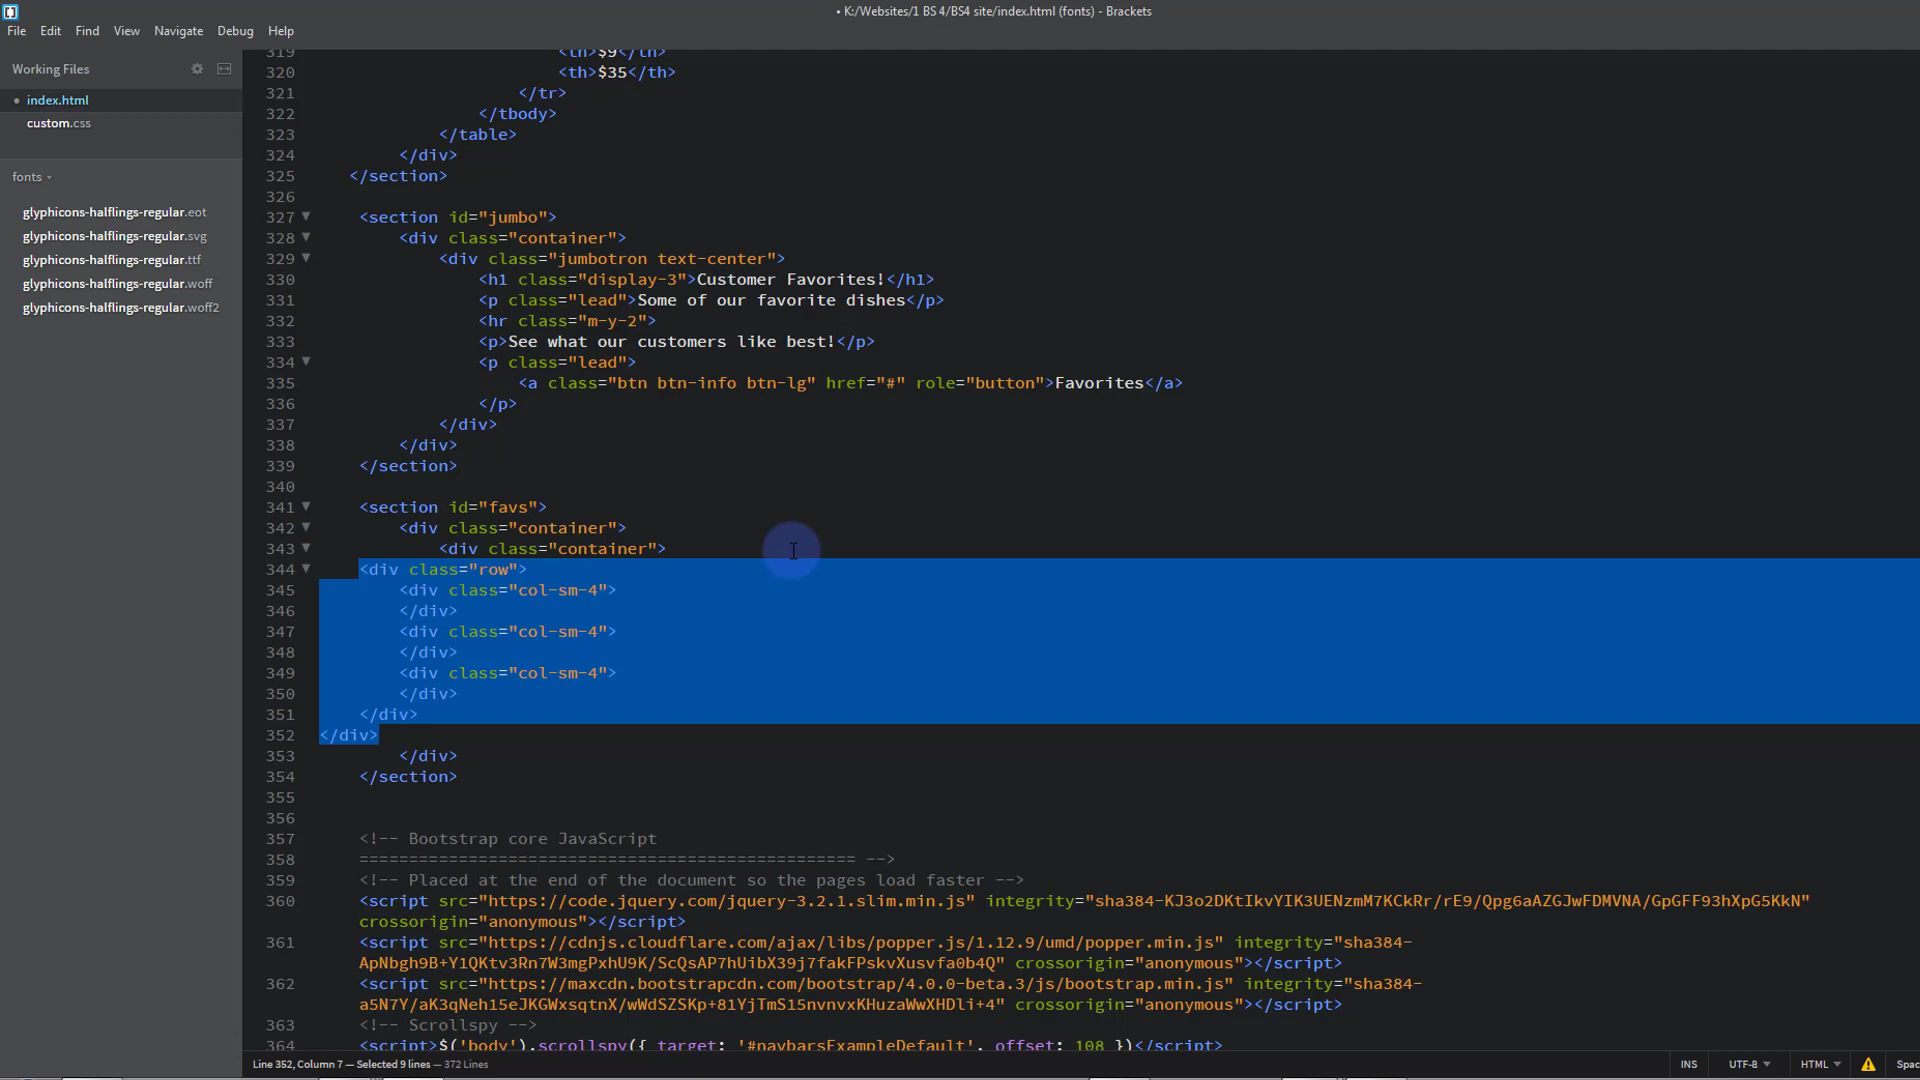 • K:/Websites/1 BS 4/BS4 site/index.html (fonts) - Brackets
File Edit Find View Navigate Debug Help
Working Files
• index.html
custom.css
fonts
glyphicons-halflings-regular.eot
glyphicons-halflings-regular.svg
glyphicons-halflings-regular.ttf
glyphicons-halflings-regular.woff
glyphicons-halflings-regular.woff2
319 <th>$9</th>
320 <th>$35</th>
321 </tr>
322 </tbody>
323 </table>
324 </div>
325 </section>
326
327 <section id="jumbo">
328 <div class="container">
329 <div class="jumbotron text-center">
330 <h1 class="display-3">Customer Favorites!</h1>
331 <p class="lead">Some of our favorite dishes</p>
332 <hr class="m-y-2">
333 <p>See what our customers like best!</p>
334 <p class="lead">
335 <a class="btn btn-info btn-lg" href="#" role="button">Favorites</a>
336 </p>
337 </div>
338 </div>
339 </section>
340
341 <section id="favs">
342 <div class="container">
343 <div class="container">
344 <div class="row">
345 <div class="col-sm-4">
346 </div>
347 <div class="col-sm-4">
348 </div>
349 <div class="col-sm-4">
350 </div>
351 </div>
352 </div>
353 </div>
354 </section>
355
356
357 <!-- Bootstrap core JavaScript
358 ================================================== -->
359 <!-- Placed at the end of the document so the pages load faster -->
360 <script src="https://code.jquery.com/jquery-3.2.1.slim.min.js" integrity="sha384-KJ3o2DKtIkvYIK3UENzmM7KCkRr/rE9/Qpg6aAZGJwFDMVNA/GpGFF93hXpG5KkN"
crossorigin="anonymous"></script>
361 <script src="https://cdnjs.cloudflare.com/ajax/libs/popper.js/1.12.9/umd/popper.min.js" integrity="sha384-
ApNbgh9B+Y1QKtv3Rn7W3mgPxhU9K/ScQsAP7hUibX39j7fakFPskvXusvfa0b4Q" crossorigin="anonymous"></script>
362 <script src="https://maxcdn.bootstrapcdn.com/bootstrap/4.0.0-beta.3/js/bootstrap.min.js" integrity="sha384-
a5N7Y/aK3qNeh15eJKGWxsqtnX/wWdSZSKp+81YjTmS15nvnvxKHuzaWwXHDli+4" crossorigin="anonymous"></script>
363 <!-- Scrollspy -->
364 <script>$('body').scrollspy({ target: '#navbarsExampleDefault', offset: 108 })</script>
Line 352, Column 7 — Selected 9 lines — 372 Lines
INS UTF-8 HTML Spac